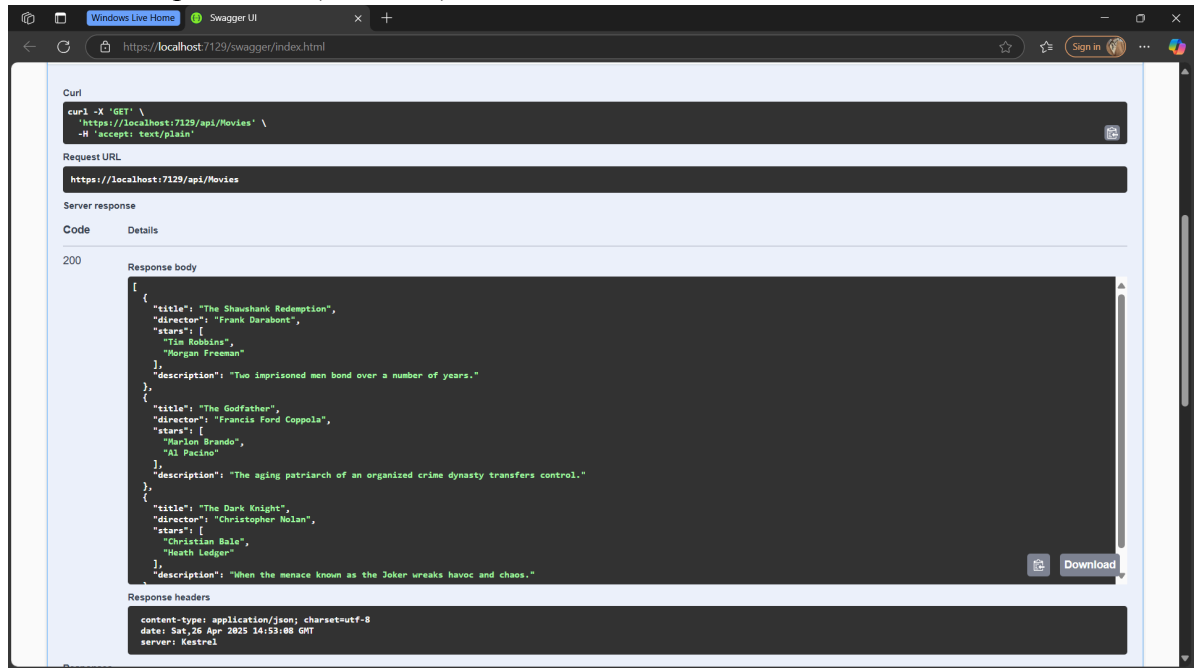 Windows Live Home
Swagger UI
https://localhost:7129/swagger/index.html
Sign in
Curl
curl -X 'GET' \
  'https://localhost:7129/api/Movies' \
  -H 'accept: text/plain'
Request URL
https://localhost:7129/api/Movies
Server response
Code Details
200
Response body
[
  {
    "title": "The Shawshank Redemption",
    "director": "Frank Darabont",
    "stars": [
      "Tim Robbins",
      "Morgan Freeman"
    ],
    "description": "Two imprisoned men bond over a number of years."
  },
  {
    "title": "The Godfather",
    "director": "Francis Ford Coppola",
    "stars": [
      "Marlon Brando",
      "Al Pacino"
    ],
    "description": "The aging patriarch of an organized crime dynasty transfers control."
  },
  {
    "title": "The Dark Knight",
    "director": "Christopher Nolan",
    "stars": [
      "Christian Bale",
      "Heath Ledger"
    ],
    "description": "When the menace known as the Joker wreaks havoc and chaos."
Download
Response headers
content-type: application/json; charset=utf-8
date: Sat,26 Apr 2025 14:53:08 GMT
server: Kestrel